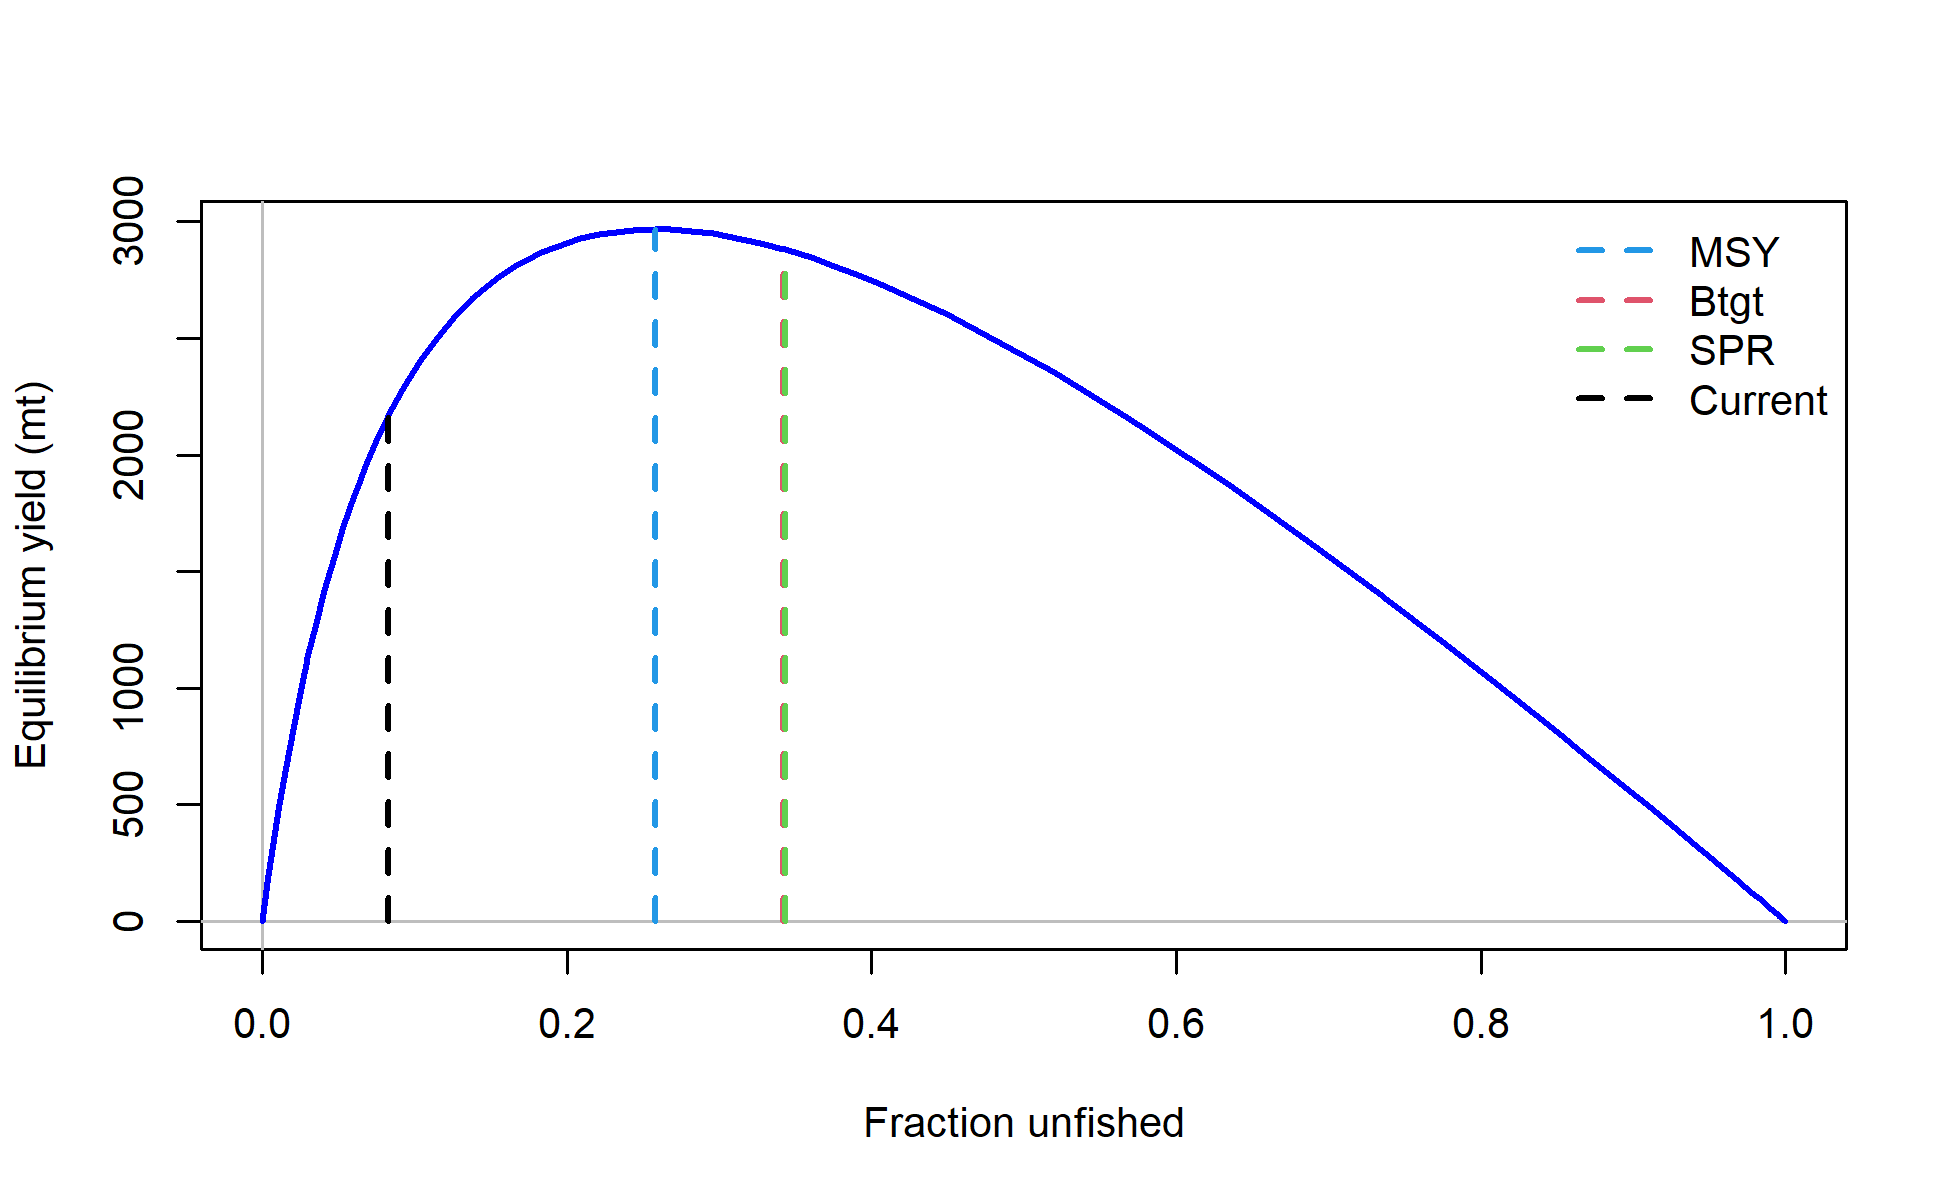 3000
2000
1000
500
0
Equilibrium yield (mt)
MSY
Btgt
SPR
Current
0.0 0.2 0.4 0.6 0.8 1.0
Fraction unfished